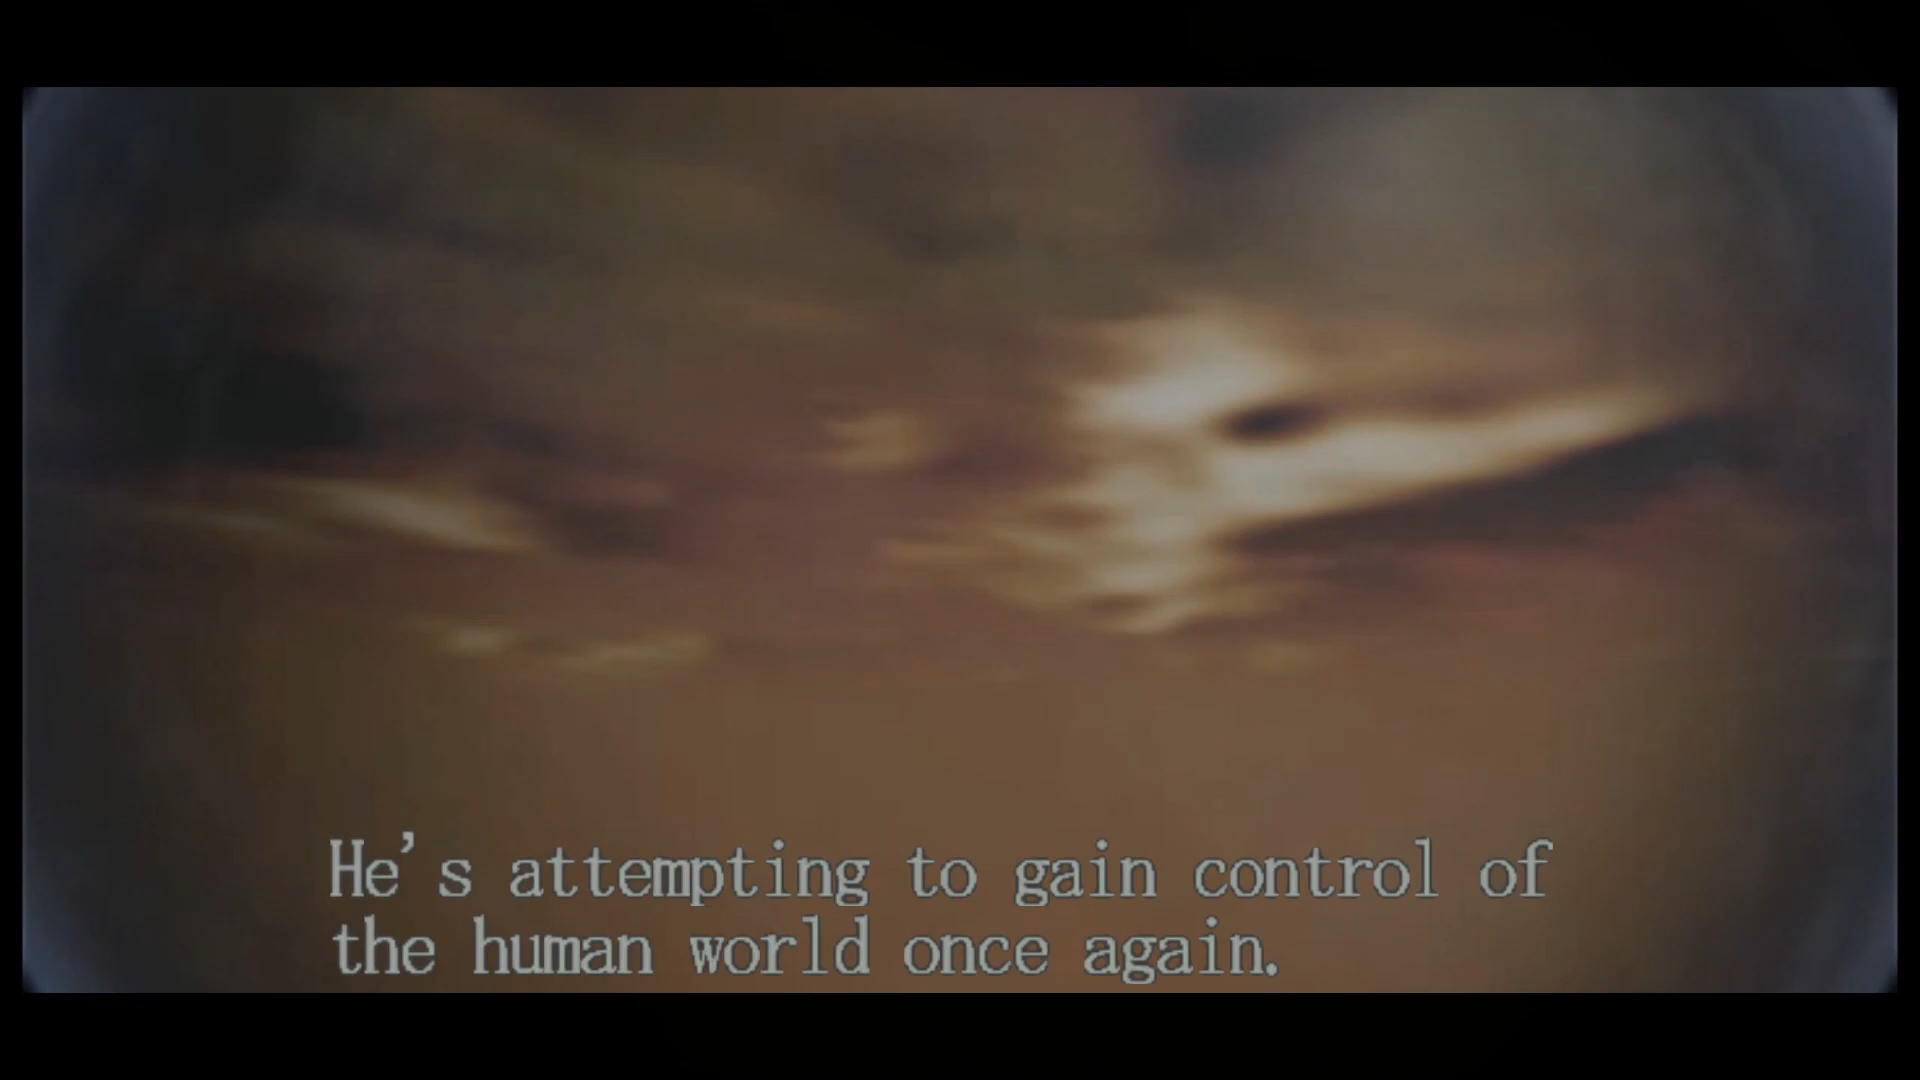 He's attempting to gain control of
the human world once again.